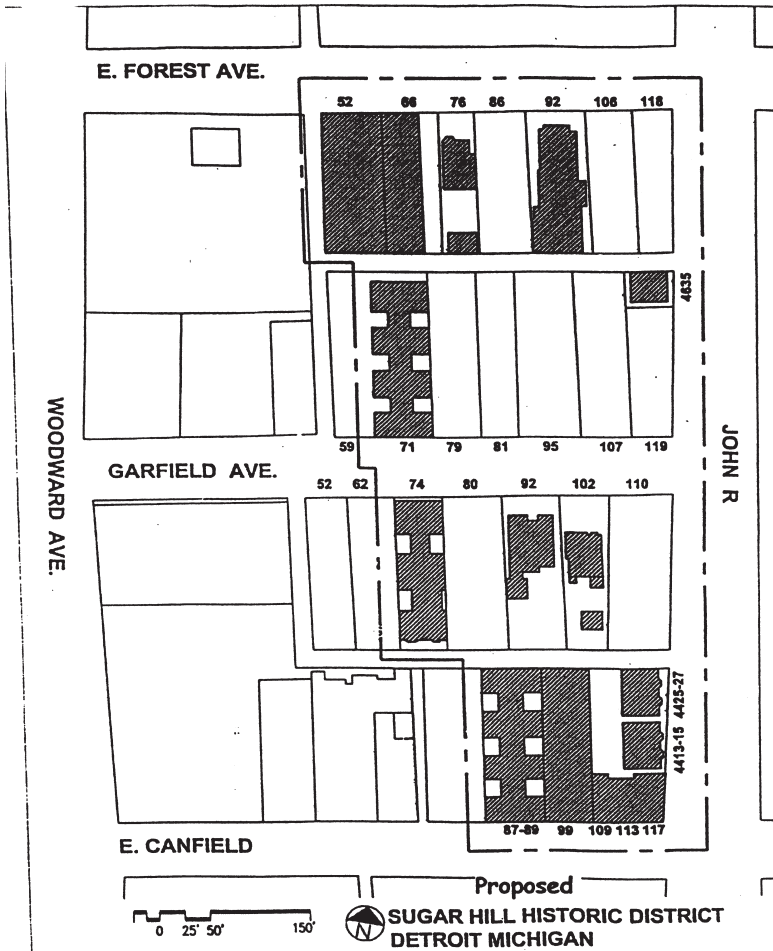 E. FOREST AVE.
52 66 76 86 92 106 118
4635
WOODWARD AVE.
JOHN R
59 71 79 81 95 107 119
GARFIELD AVE.
52 62 74 80 92 102 110
4425-27
4413-15
87-89 99 109 113 117
E. CANFIELD
Proposed
0 25' 50' 150'
N
SUGAR HILL HISTORIC DISTRICT
DETROIT MICHIGAN